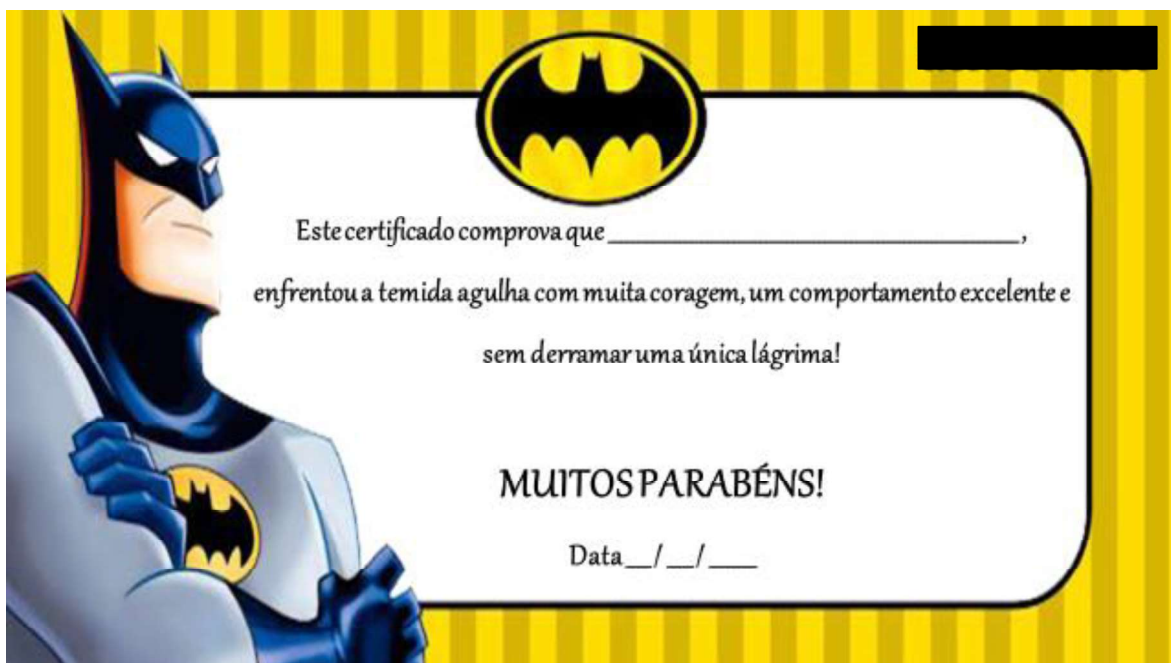 Este certificado comprova que ________________________________,
enfrentou a temida agulha com muita coragem, um comportamento excelente e
sem derramar uma única lágrima!
MUITOS PARABÉNS!
Data __/__/____